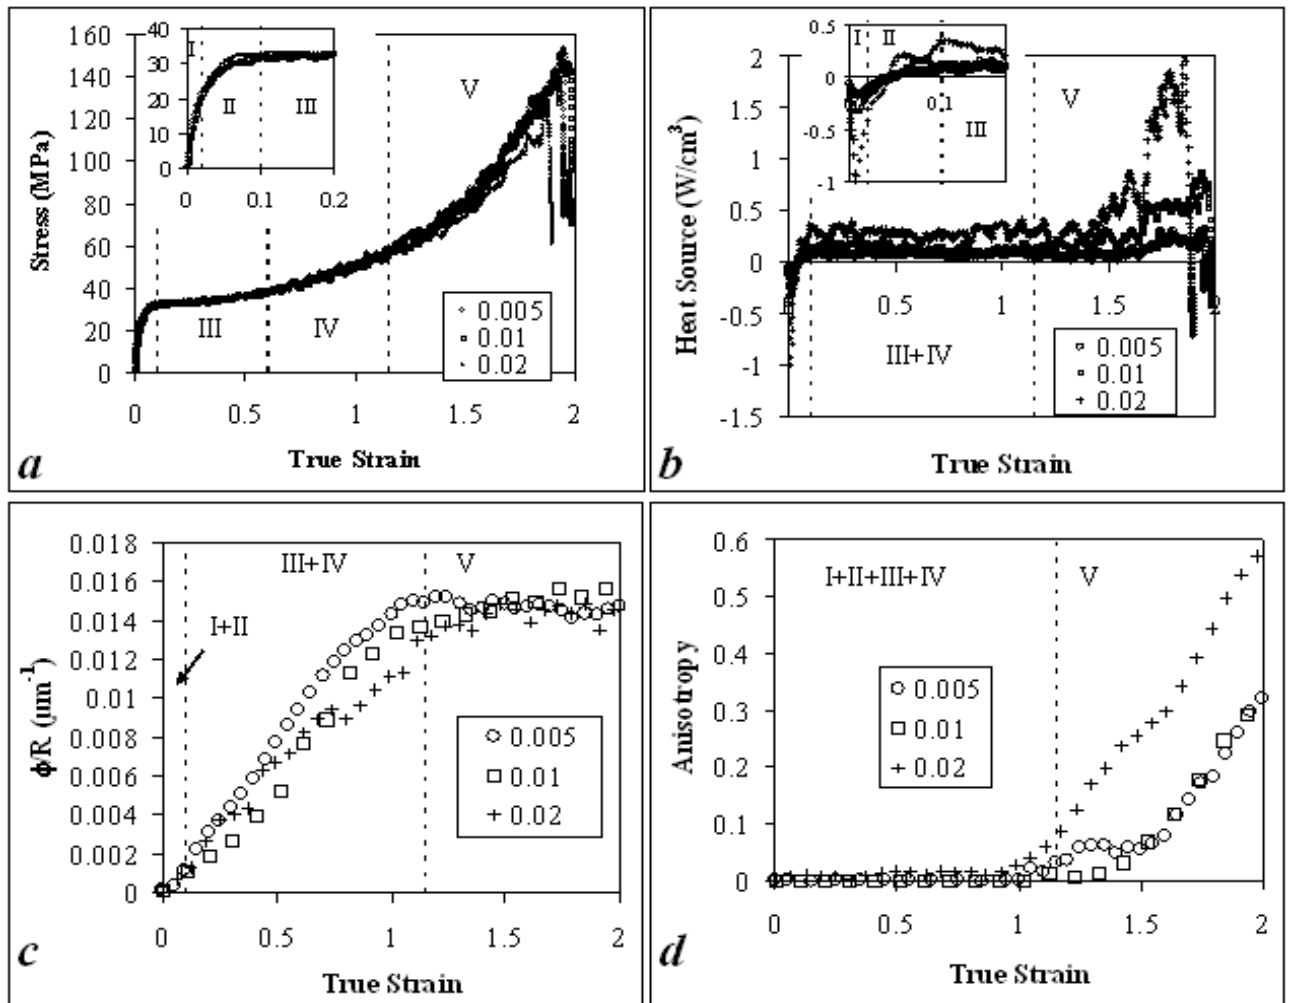 160
140
120
100
80
60
40
20
0
Stress (MPa)
40
30
20
10
0
I
II
III
0 0.1 0.2
V
III
IV
0.005
0.01
0.02
0 0.5 1 1.5 2
True Strain
a
2
1.5
1
0.5
0
-0.5
-1
-1.5
Heat Source (W/cm³)
0.5
0
-0.5
-1
I
II
0.1
III
V
0.5 1 1.5 2
III+IV
0.005
0.01
0.02
True Strain
b
0.018
0.016
0.014
0.012
0.01
0.008
0.006
0.004
0.002
0
ϕ/R (µm⁻¹)
III+IV
V
I+II
0.005
0.01
0.02
0 0.5 1 1.5 2
True Strain
c
0.6
0.5
0.4
0.3
0.2
0.1
0
Anisotropy
I+II+III+IV
V
0.005
0.01
0.02
0 0.5 1 1.5 2
True Strain
d